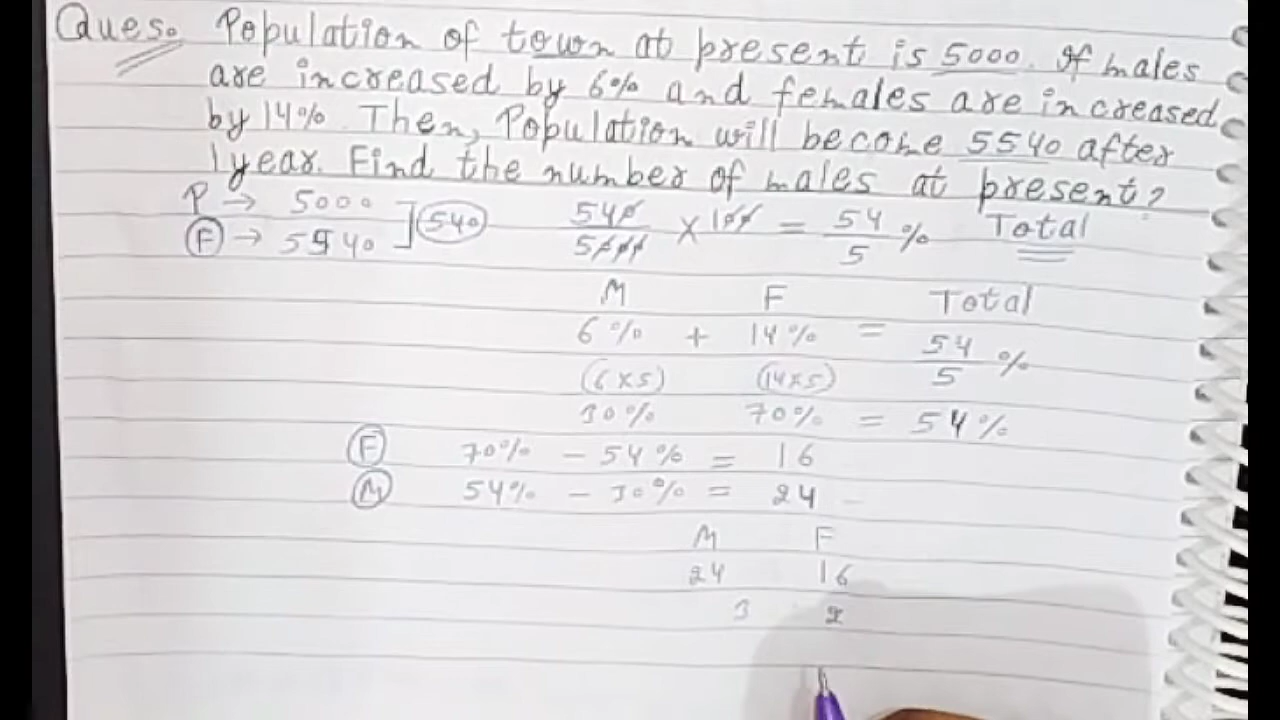 Ques. Population of town at present is 5000. If males
are increased by 6% and females are increased
by 14%. Then, Population will become 5540 after
1 year. Find the number of males at present?
P → 5000
F → 5540 ] 540 540/5000 × 100 = 54/5 % Total
M F Total
6% + 14% = 54/5 %
(6×5) (14×5)
30% 70% = 54%
F 70% - 54% = 16
M 54% - 30% = 24
M F
24 16
3 2